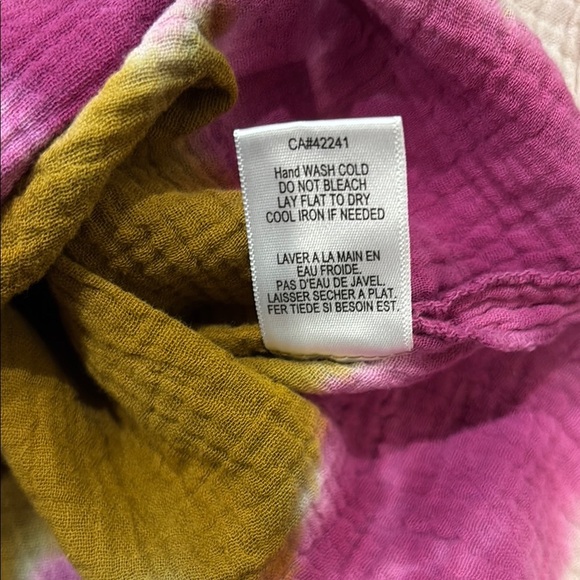 CA#42241
Hand WASH COLD
DO NOT BLEACH
LAY FLAT TO DRY
COOL IRON IF NEEDED
LAVER A LA MAIN EN
EAU FROIDE.
PAS D'EAU DE JAVEL.
LAISSER SECHER A PLAT.
FER TIEDE SI BESOIN EST.